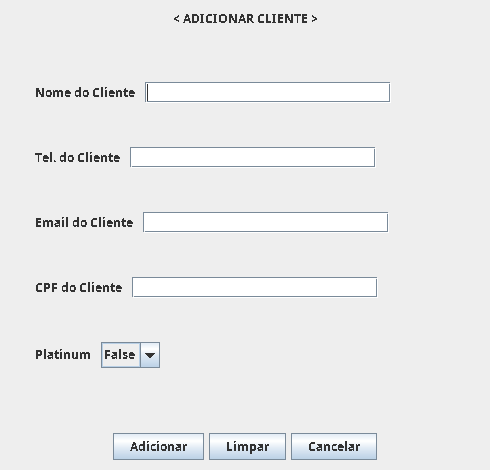 < ADICIONAR CLIENTE >
Nome do Cliente
Tel. do Cliente
Email do Cliente
CPF do Cliente
Platinum False
Adicionar Limpar Cancelar